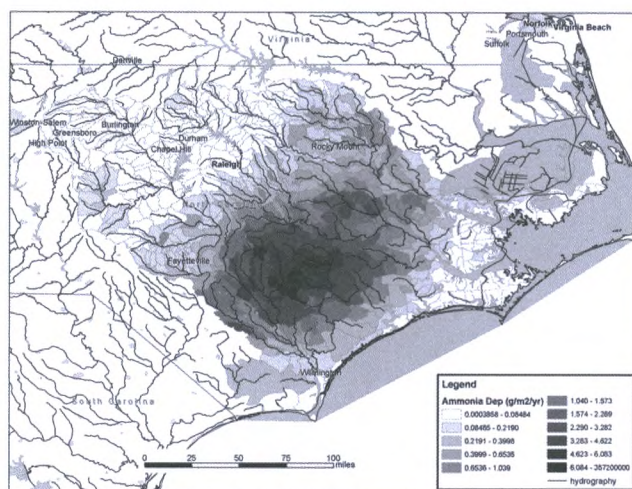 Norfolk
Virginia Beach
Portsmouth
Suffolk
Virginia
Danville
Winston-Salem
Greensboro
Burlington
High Point
Durham
Chapel Hill
Raleigh
Rocky Mount
North
Fayetteville
Wilmington
South Carolina
0 12.5 25 50 75 100
miles
Legend
Ammonia Dep (g/m2/yr)
0.0003858 - 0.08484
0.08485 - 0.2190
0.2191 - 0.3998
0.3999 - 0.6535
0.6536 - 1.039
1.040 - 1.573
1.574 - 2.289
2.290 - 3.282
3.283 - 4.622
4.623 - 6.083
6.084 - 357200000
hydrography